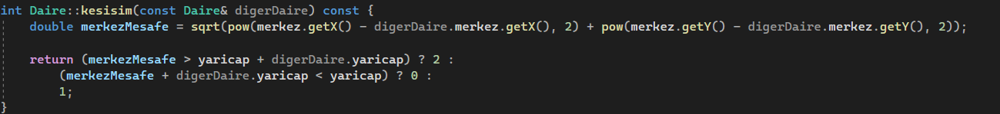 int Daire::kesisim(const Daire& digerDaire) const {
    double merkezMesafe = sqrt(pow(merkez.getX() - digerDaire.merkez.getX(), 2) + pow(merkez.getY() - digerDaire.merkez.getY(), 2));

    return (merkezMesafe > yaricap + digerDaire.yaricap) ? 2 :
        (merkezMesafe + digerDaire.yaricap < yaricap) ? 0 :
        1;
}